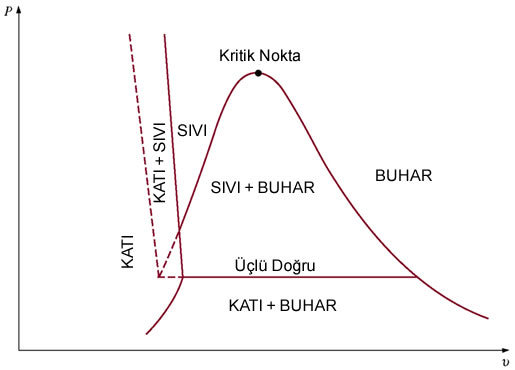 P
Kritik Nokta
KATI + SIVI
SIVI
BUHAR
SIVI + BUHAR
KATI
Üçlü Doğru
KATI + BUHAR
υ